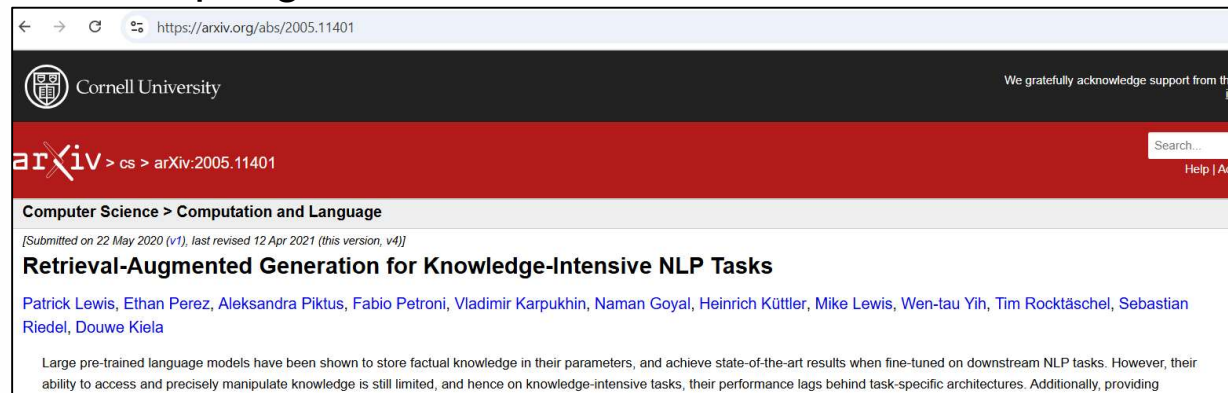 https://arxiv.org/abs/2005.11401
Cornell University
We gratefully acknowledge support from th
arXiv > cs > arXiv:2005.11401
Search...
Help | A
Computer Science > Computation and Language
[Submitted on 22 May 2020 (v1), last revised 12 Apr 2021 (this version, v4)]
Retrieval-Augmented Generation for Knowledge-Intensive NLP Tasks
Patrick Lewis, Ethan Perez, Aleksandra Piktus, Fabio Petroni, Vladimir Karpukhin, Naman Goyal, Heinrich Küttler, Mike Lewis, Wen-tau Yih, Tim Rocktäschel, Sebastian
Riedel, Douwe Kiela
Large pre-trained language models have been shown to store factual knowledge in their parameters, and achieve state-of-the-art results when fine-tuned on downstream NLP tasks. However, their
ability to access and precisely manipulate knowledge is still limited, and hence on knowledge-intensive tasks, their performance lags behind task-specific architectures. Additionally, providing